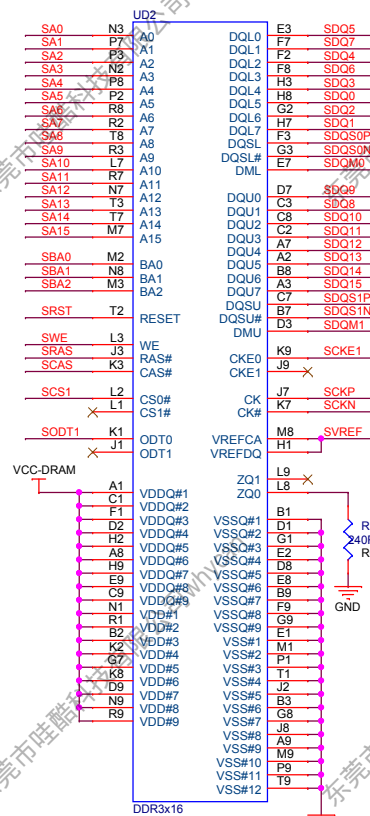 UD2
SA0 N3 A0 DQL0 E3 SDQ5
SA1 P7 A1 DQL1 F7 SDQ7
SA2 P3 A2 DQL2 F2 SDQ4
SA3 N2 A3 DQL3 F8 SDQ6
SA4 P8 A4 DQL4 H3 SDQ3
SA5 P2 A5 DQL5 H8 SDQ0
SA6 R8 A6 DQL6 G2 SDQ2
SA7 R2 A7 DQL7 H7 SDQ1
SA8 T8 A8 DQSL F3 SDQS0P
SA9 R3 A9 DQSL# G3 SDQS0N
SA10 L7 A10 DML E7 SDQM0
SA11 R7 A11
SA12 N7 A12 DQU0 D7 SDQ9
SA13 T3 A13 DQU1 C3 SDQ8
SA14 T7 A14 DQU2 C8 SDQ10
SA15 M7 A15 DQU3 C2 SDQ11
DQU4 A7 SDQ12
SBA0 M2 BA0 DQU5 A2 SDQ13
SBA1 N8 BA1 DQU6 B8 SDQ14
SBA2 M3 BA2 DQU7 A3 SDQ15
DQSU C7 SDQS1P
SRST T2 RESET DQSU# B7 SDQS1N
DMU D3 SDQM1
SWE L3 WE
SRAS J3 RAS# CKE0 K9 SCKE1
SCAS K3 CAS# CKE1 J9
SCS1 L2 CS0# CK J7 SCKP
L1 CS1# CK# K7 SCKN
SODT1 K1 ODT0 VREFCA M8 SVREF
J1 ODT1 VREFDQ H1
VCC-DRAM
ZQ1 L9
A1 VDDQ#1 ZQ0 L8
C1 VDDQ#2
F1 VDDQ#3 VSSQ#1 B1
D2 VDDQ#4 VSSQ#2 D1
H2 VDDQ#5 VSSQ#3 G1
A8 VDDQ#6 VSSQ#4 E2
H9 VDDQ#7 VSSQ#5 D8
E9 VDDQ#8 VSSQ#6 E8
C9 VDDQ#9 VSSQ#7 B9
N1 VDD#1 VSSQ#8 F9
R1 VDD#2 VSSQ#9 G9
B2 VDD#3 VSS#1 E1
K2 VDD#4 VSS#2 M1
G7 VDD#5 VSS#3 P1
K8 VDD#6 VSS#4 T1
D9 VDD#7 VSS#5 J2
N9 VDD#8 VSS#6 B3
R9 VDD#9 VSS#7 G8
VSS#8 J8
VSS#9 A9
VSS#10 M9
VSS#11 P9
VSS#12 T9
GND
DDR3x16
东莞市哇酷科技有限公司